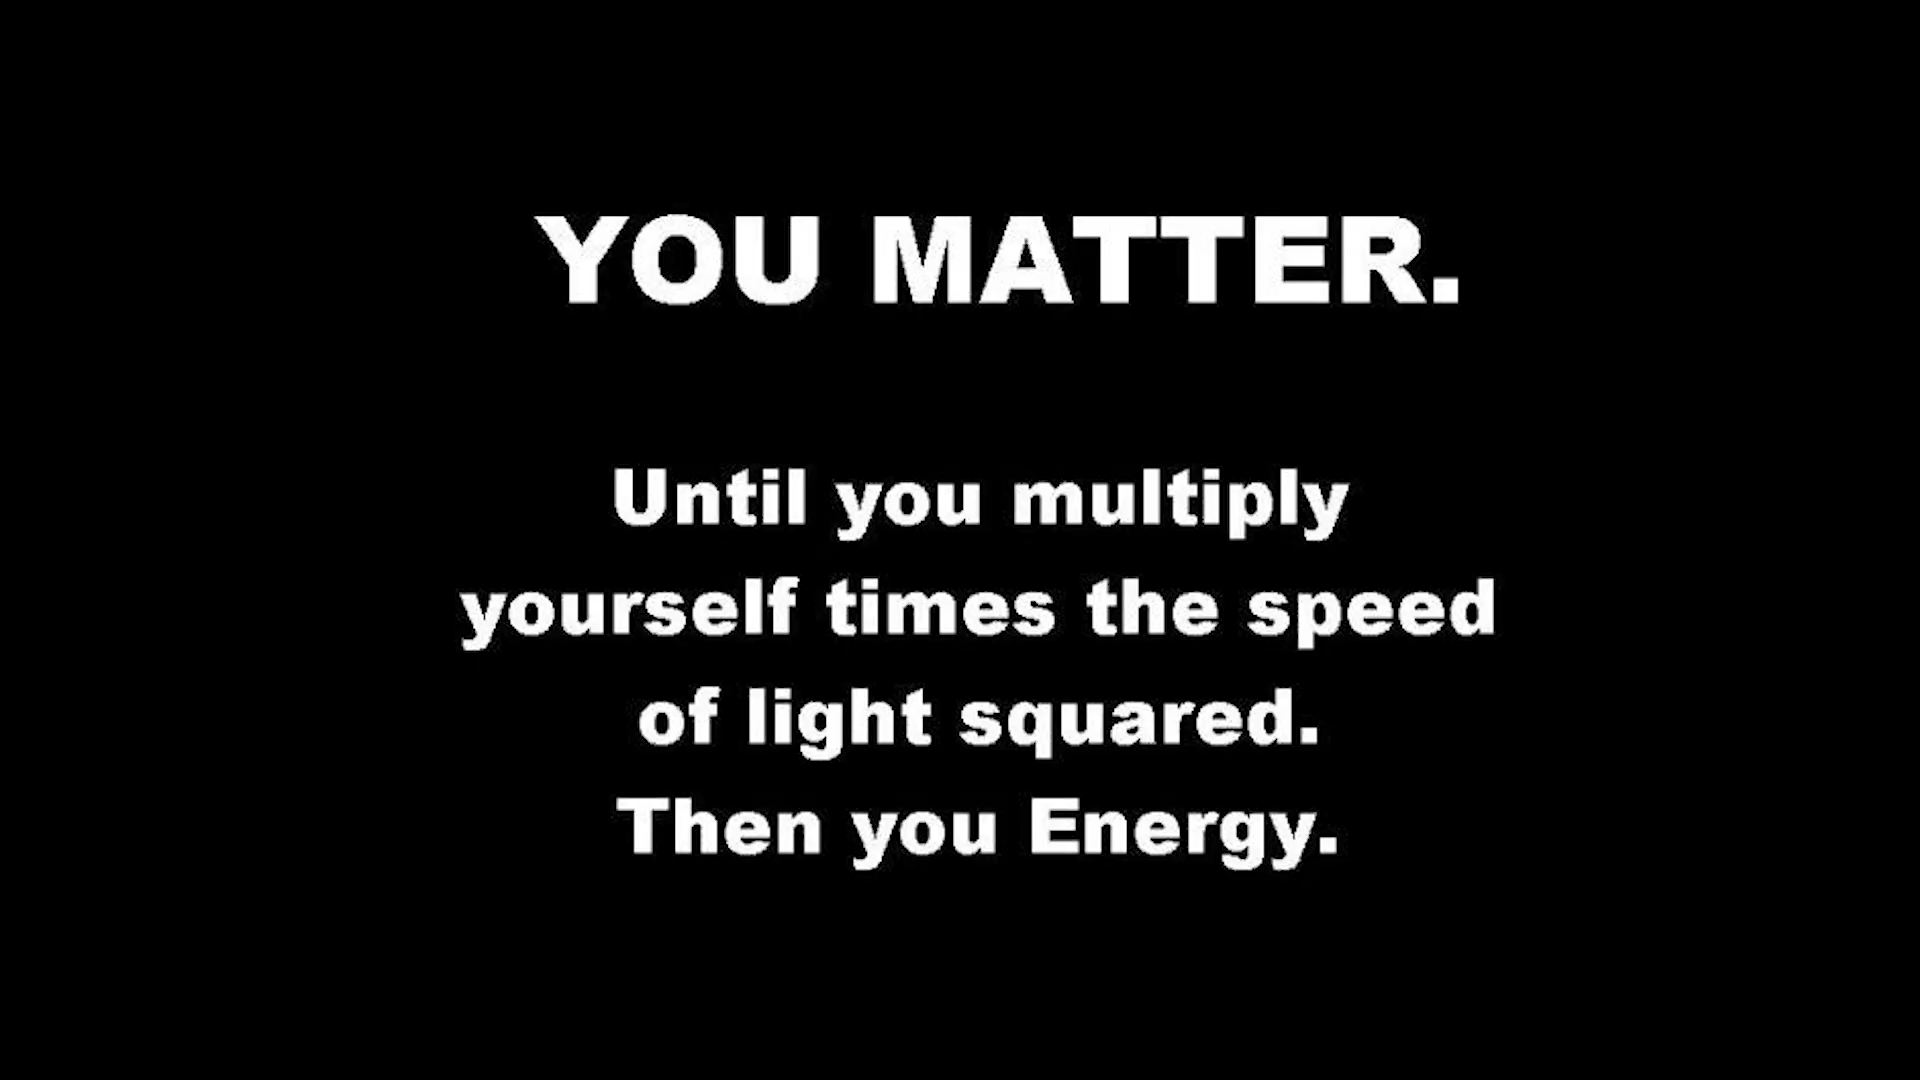 YOU MATTER.
Until you multiply
yourself times the speed
of light squared.
Then you Energy.